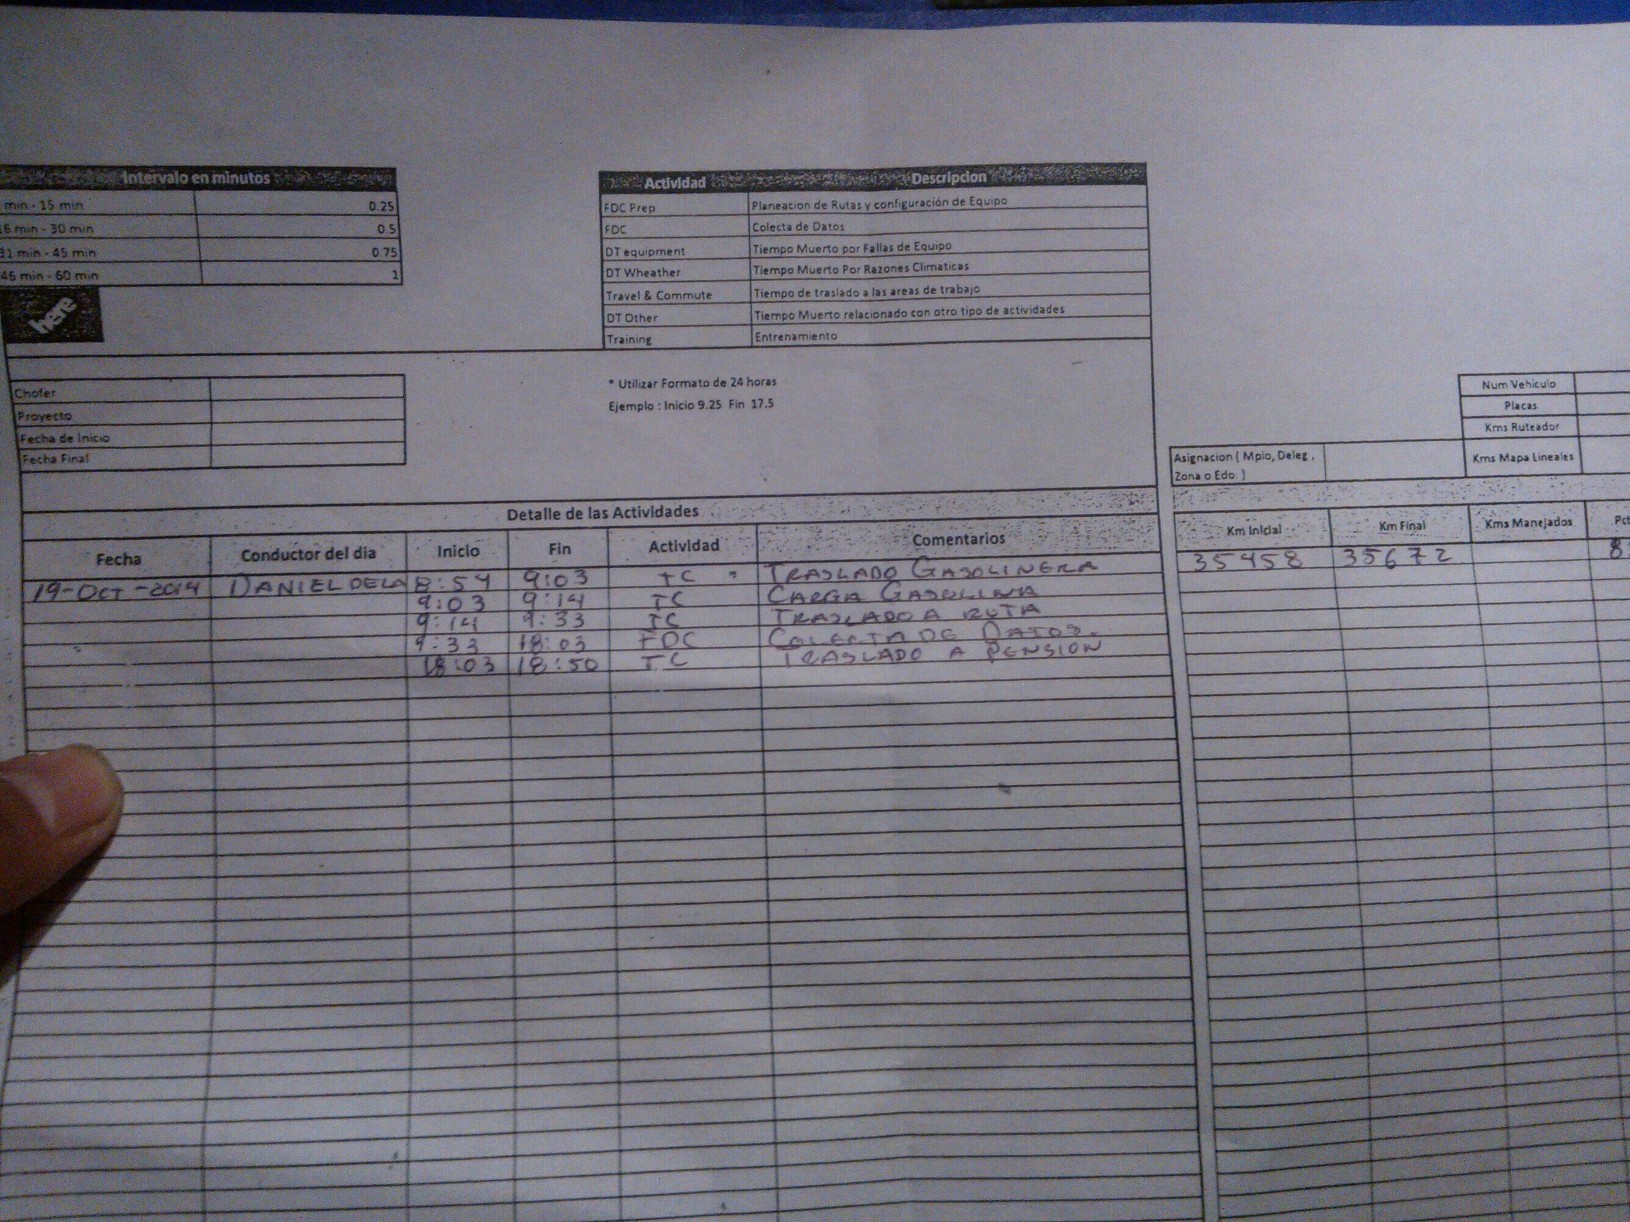 Intervalo en minutos
min - 15 min 0.25
6 min - 30 min 0.5
31 min - 45 min 0.75
46 min - 60 min 1
here
Actividad Descripcion
FDC Prep Planeacion de Rutas y configuración de Equipo
FDC Colecta de Datos
DT equipment Tiempo Muerto por Fallas de Equipo
DT Wheather Tiempo Muerto Por Razones Climaticas
Travel & Commute Tiempo de traslado a las areas de trabajo
DT Other Tiempo Muerto relacionado con otro tipo de actividades
Training Entrenamiento
Chofer
Proyecto
Fecha de Inicio
Fecha Final
* Utilizar Formato de 24 horas
Ejemplo : Inicio 9.25 Fin 17.5
Num Vehiculo
Placas
Kms Ruteador
Kms Mapa Lineales
Asignacion ( Mpio, Deleg ,
Zona o Edo. )
Detalle de las Actividades
Fecha Conductor del dia Inicio Fin Actividad Comentarios Km Inicial Km Final Kms Manejados Pct
19-OCT-2014 DANIEL DE LA 8:54 9:03 TC TRASLADO GASOLINERA 35458 35672 8
9:03 9:14 TC CARGA GASOLINA
9:14 9:33 TC TRASLADO A RUTA
9:33 18:03 FDC COLECTA DE DATOS.
18:03 18:50 TC TRASLADO A PENSION